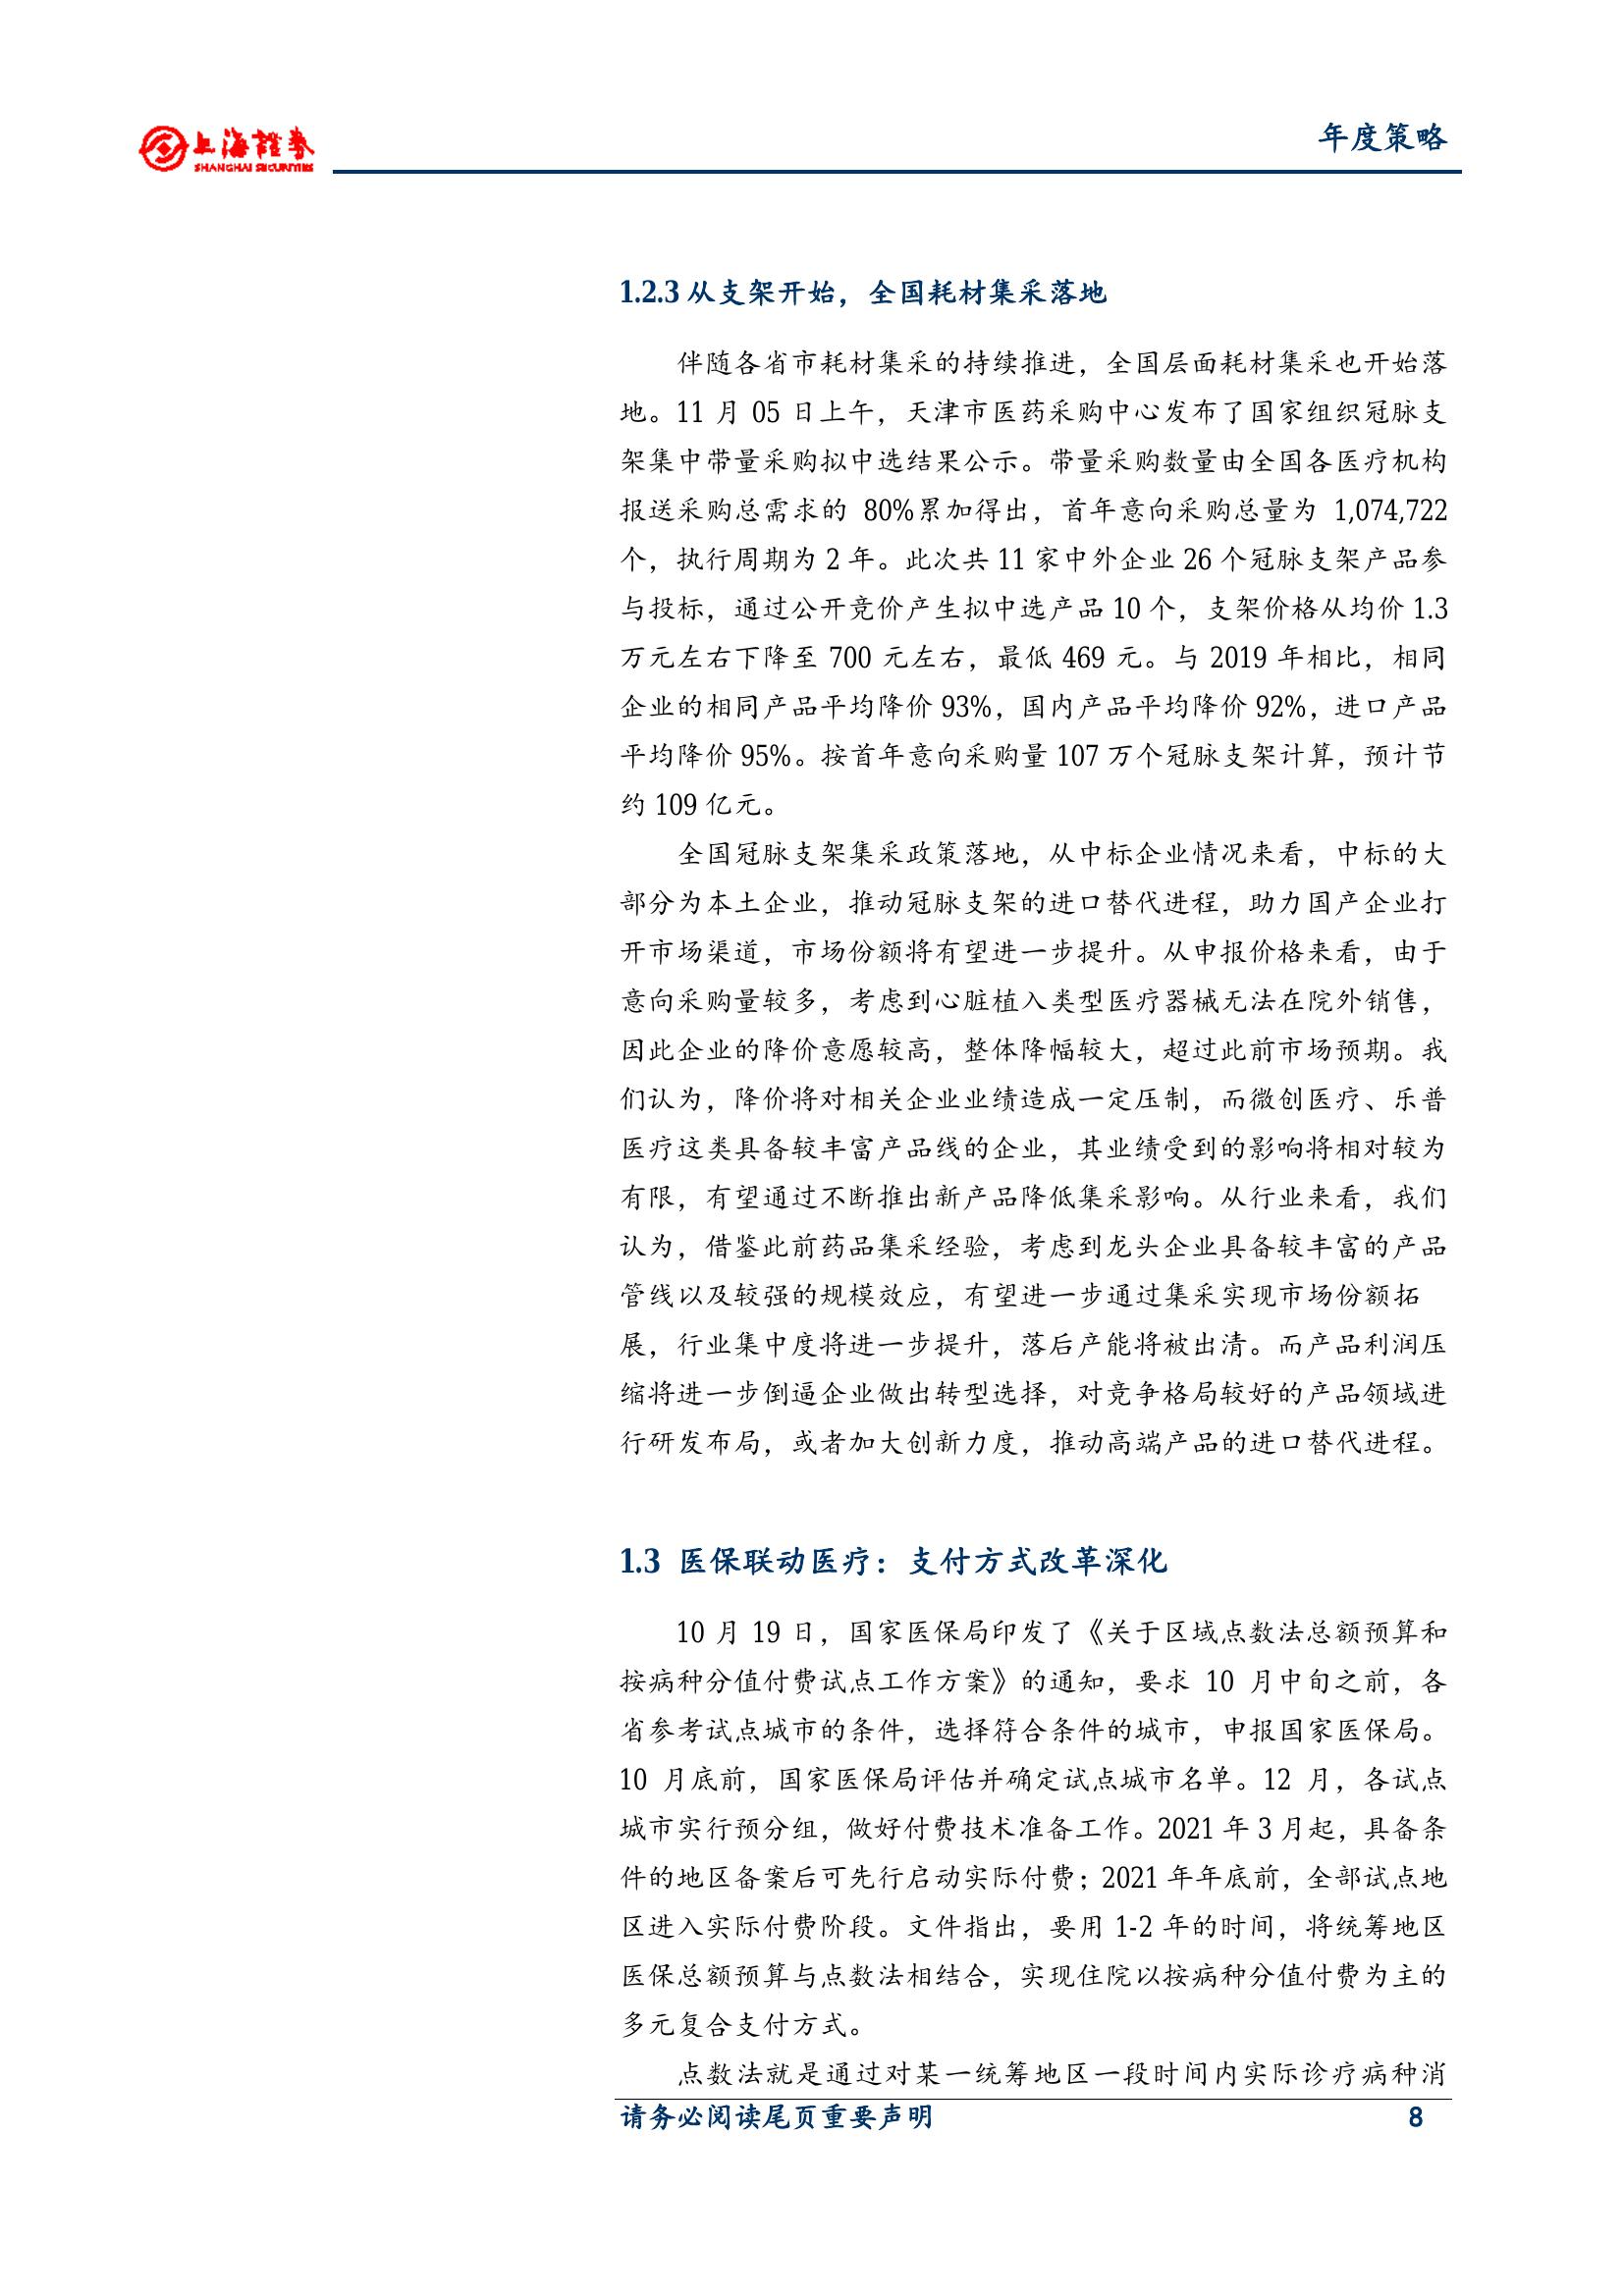 上海證券
SHANGHAI SECURITIES
年度策略
1.2.3 从支架开始，全国耗材集采落地
伴随各省市耗材集采的持续推进，全国层面耗材集采也开始落
地。11 月 05 日上午，天津市医药采购中心发布了国家组织冠脉支
架集中带量采购拟中选结果公示。带量采购数量由全国各医疗机构
报送采购总需求的 80%累加得出，首年意向采购总量为 1,074,722
个，执行周期为 2 年。此次共 11 家中外企业 26 个冠脉支架产品参
与投标，通过公开竞价产生拟中选产品 10 个，支架价格从均价 1.3
万元左右下降至 700 元左右，最低 469 元。与 2019 年相比，相同
企业的相同产品平均降价 93%，国内产品平均降价 92%，进口产品
平均降价 95%。按首年意向采购量 107 万个冠脉支架计算，预计节
约 109 亿元。
全国冠脉支架集采政策落地，从中标企业情况来看，中标的大
部分为本土企业，推动冠脉支架的进口替代进程，助力国产企业打
开市场渠道，市场份额将有望进一步提升。从申报价格来看，由于
意向采购量较多，考虑到心脏植入类型医疗器械无法在院外销售，
因此企业的降价意愿较高，整体降幅较大，超过此前市场预期。我
们认为，降价将对相关企业业绩造成一定压制，而微创医疗、乐普
医疗这类具备较丰富产品线的企业，其业绩受到的影响将相对较为
有限，有望通过不断推出新产品降低集采影响。从行业来看，我们
认为，借鉴此前药品集采经验，考虑到龙头企业具备较丰富的产品
管线以及较强的规模效应，有望进一步通过集采实现市场份额拓
展，行业集中度将进一步提升，落后产能将被出清。而产品利润压
缩将进一步倒逼企业做出转型选择，对竞争格局较好的产品领域进
行研发布局，或者加大创新力度，推动高端产品的进口替代进程。
1.3 医保联动医疗：支付方式改革深化
10 月 19 日，国家医保局印发了《关于区域点数法总额预算和
按病种分值付费试点工作方案》的通知，要求 10 月中旬之前，各
省参考试点城市的条件，选择符合条件的城市，申报国家医保局。
10 月底前，国家医保局评估并确定试点城市名单。12 月，各试点
城市实行预分组，做好付费技术准备工作。2021 年 3 月起，具备条
件的地区备案后可先行启动实际付费；2021 年年底前，全部试点地
区进入实际付费阶段。文件指出，要用 1-2 年的时间，将统筹地区
医保总额预算与点数法相结合，实现住院以按病种分值付费为主的
多元复合支付方式。
点数法就是通过对某一统筹地区一段时间内实际诊疗病种消
请务必阅读尾页重要声明 8